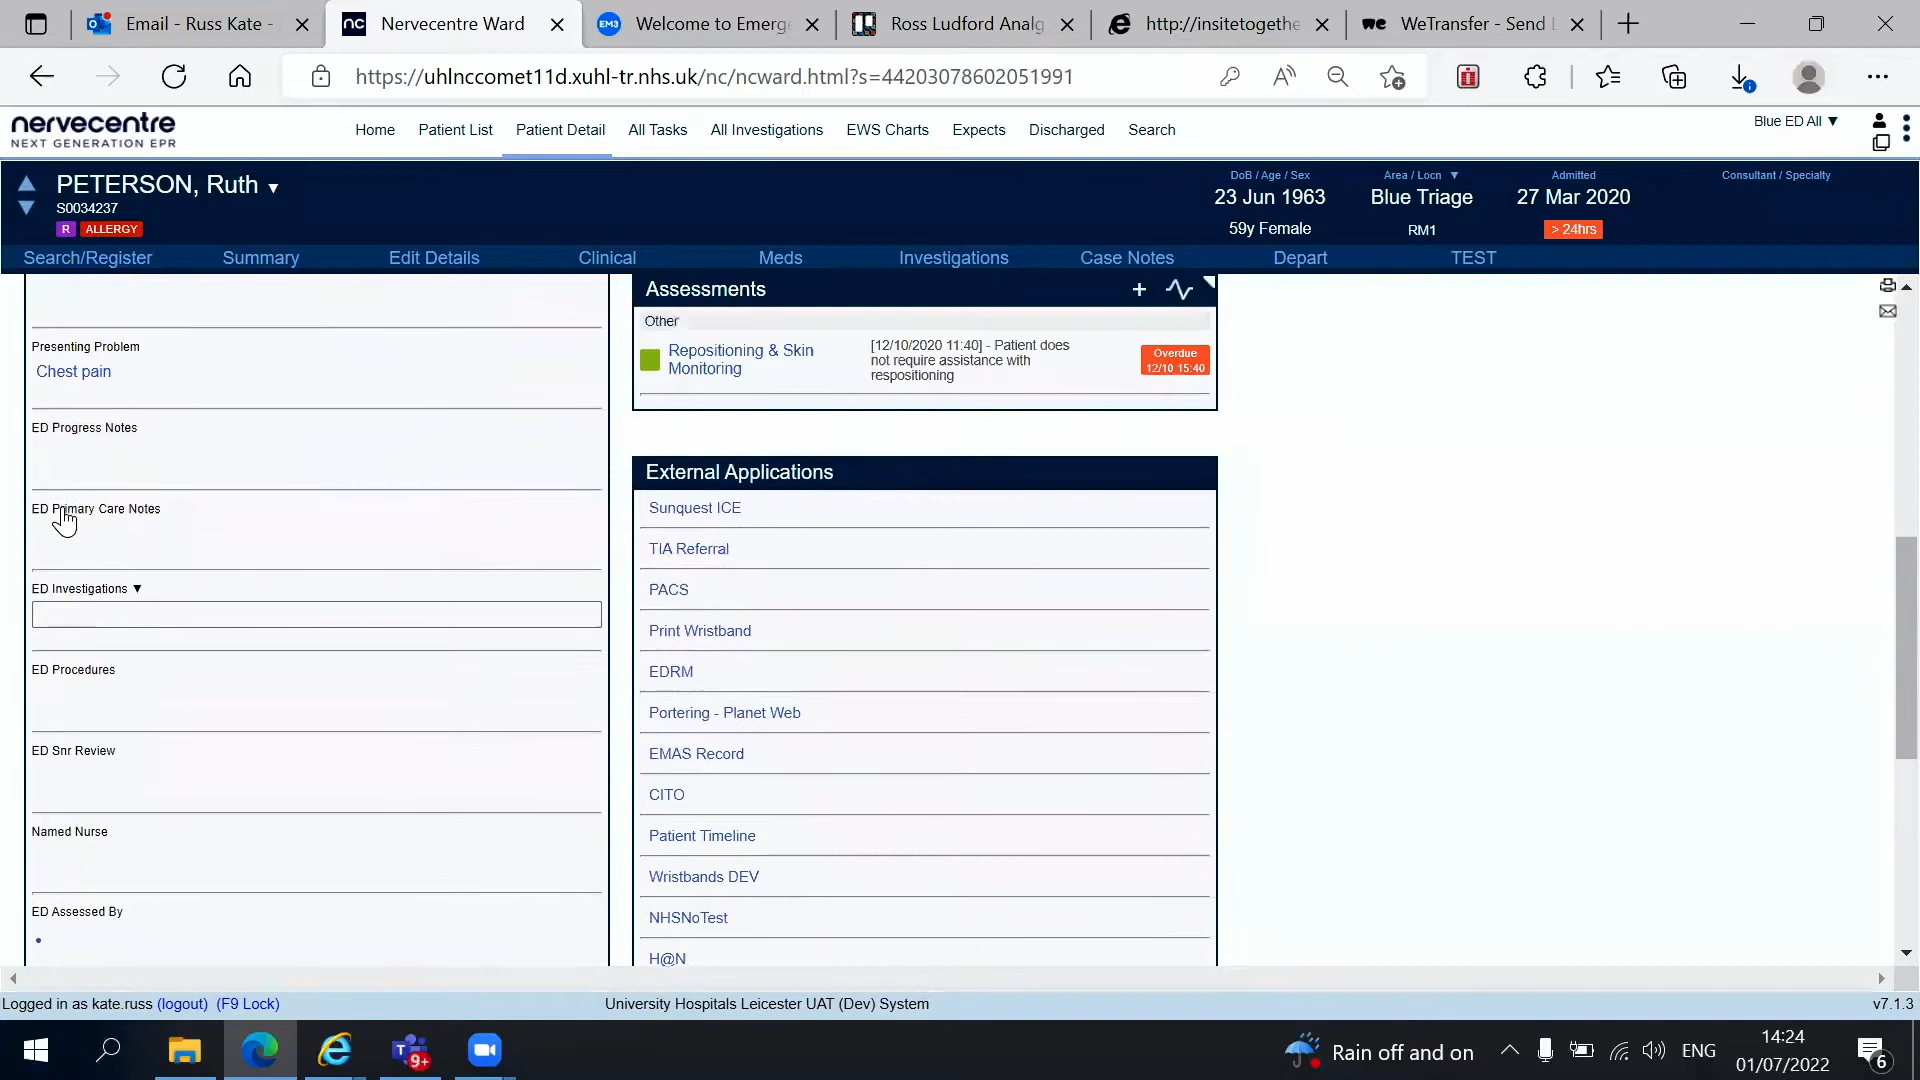 Email - Russ Kate -
nc
Nervecentre Ward
EM3
Welcome to Emerge
Ross Ludford Analg
http://insitetogethe
we
WeTransfer - Send L
https://uhlnccomet11d.xuhl-tr.nhs.uk/nc/ncward.html?s=44203078602051991
nervecentre
NEXT GENERATION EPR
Home Patient List Patient Detail All Tasks All Investigations EWS Charts Expects Discharged Search
Blue ED All ▼
PETERSON, Ruth ▼
S0034237
R ALLERGY
DoB / Age / Sex
23 Jun 1963
59y Female
Area / Locn ▼
Blue Triage
RM1
Admitted
27 Mar 2020
> 24hrs
Consultant / Specialty
Search/Register Summary Edit Details Clinical Meds Investigations Case Notes Depart TEST
Presenting Problem
Chest pain
ED Progress Notes
ED Primary Care Notes
ED Investigations ▼
ED Procedures
ED Snr Review
Named Nurse
ED Assessed By
Assessments
Other
Repositioning & Skin
Monitoring
[12/10/2020 11:40] - Patient does
not require assistance with
respositioning
Overdue
12/10 15:40
External Applications
Sunquest ICE
TIA Referral
PACS
Print Wristband
EDRM
Portering - Planet Web
EMAS Record
CITO
Patient Timeline
Wristbands DEV
NHSNoTest
H@N
Logged in as kate.russ (logout) (F9 Lock)
University Hospitals Leicester UAT (Dev) System
v7.1.3
9+
Rain off and on
ENG
14:24
01/07/2022
6